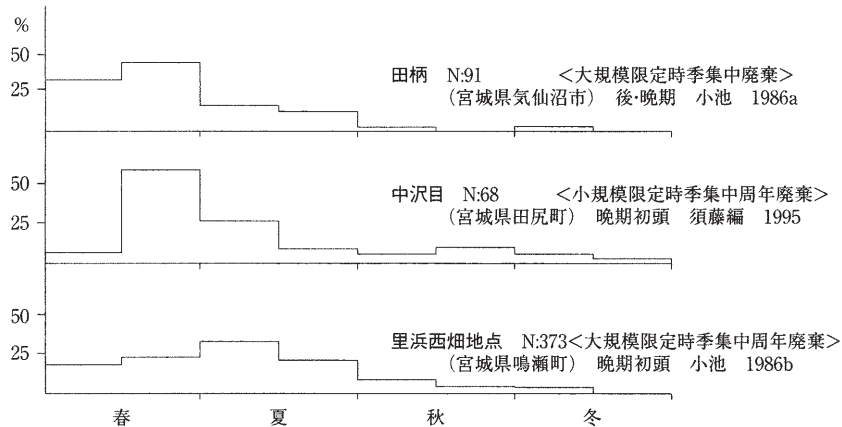 %
50
25
田柄 N:91 <大規模限定時季集中廃棄>
(宮城県気仙沼市) 後・晩期 小池 1986a
50
25
中沢目 N:68 <小規模限定時季集中周年廃棄>
(宮城県田尻町) 晩期初頭 須藤編 1995
50
25
里浜西畑地点 N:373<大規模限定時季集中周年廃棄>
(宮城県鳴瀬町) 晩期初頭 小池 1986b
春 夏 秋 冬